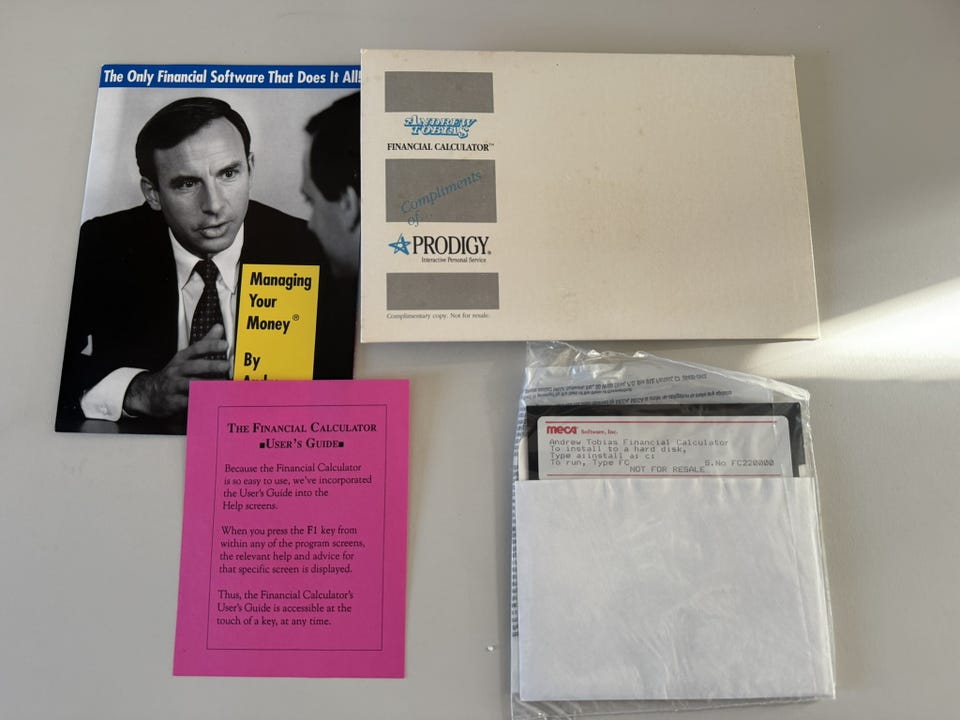 The Only Financial Software That Does It All!
Managing
Your
Money®
By
ANDREW
TOBIAS
FINANCIAL CALCULATOR™
Compliments
of...
PRODIGY®
Interactive Personal Service
Complimentary copy. Not for resale.
THE FINANCIAL CALCULATOR
■USER'S GUIDE■
Because the Financial Calculator
is so easy to use, we've incorporated
the User's Guide into the
Help screens.
When you press the F1 key from
within any of the program screens,
the relevant help and advice for
that specific screen is displayed.
Thus, the Financial Calculator's
User's Guide is accessible at the
touch of a key, at any time.
meca Software, Inc.
Andrew Tobias Financial Calculator
To install to a hard disk,
Type a:install a: c:
To run, Type FC S.No FC220000
NOT FOR RESALE